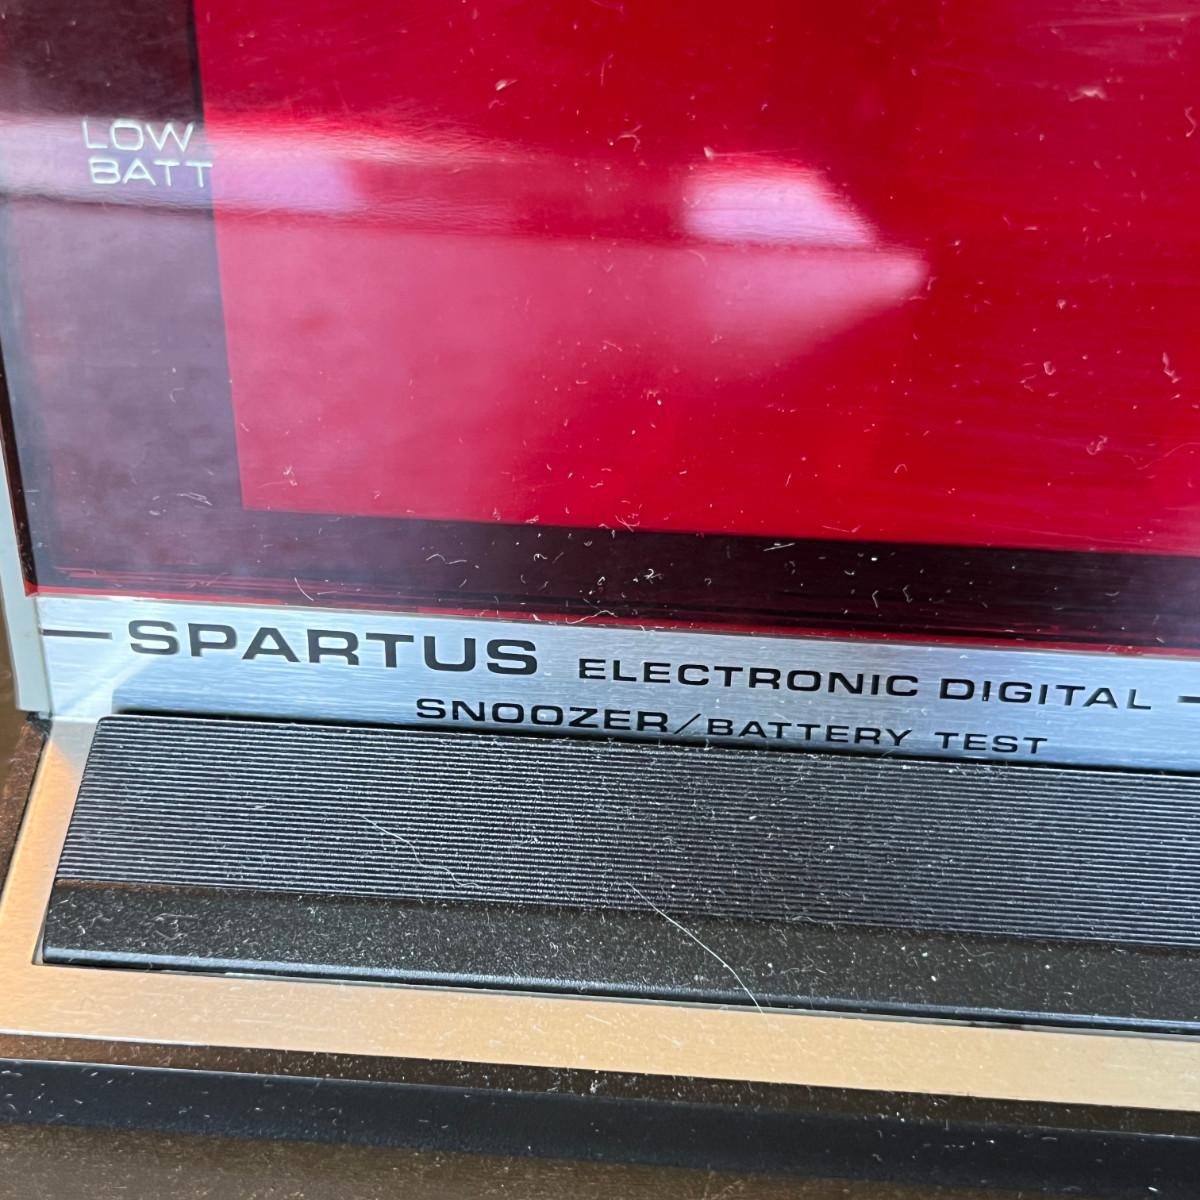 LOW
BATT
SPARTUS ELECTRONIC DIGITAL
SNOOZER/BATTERY TEST